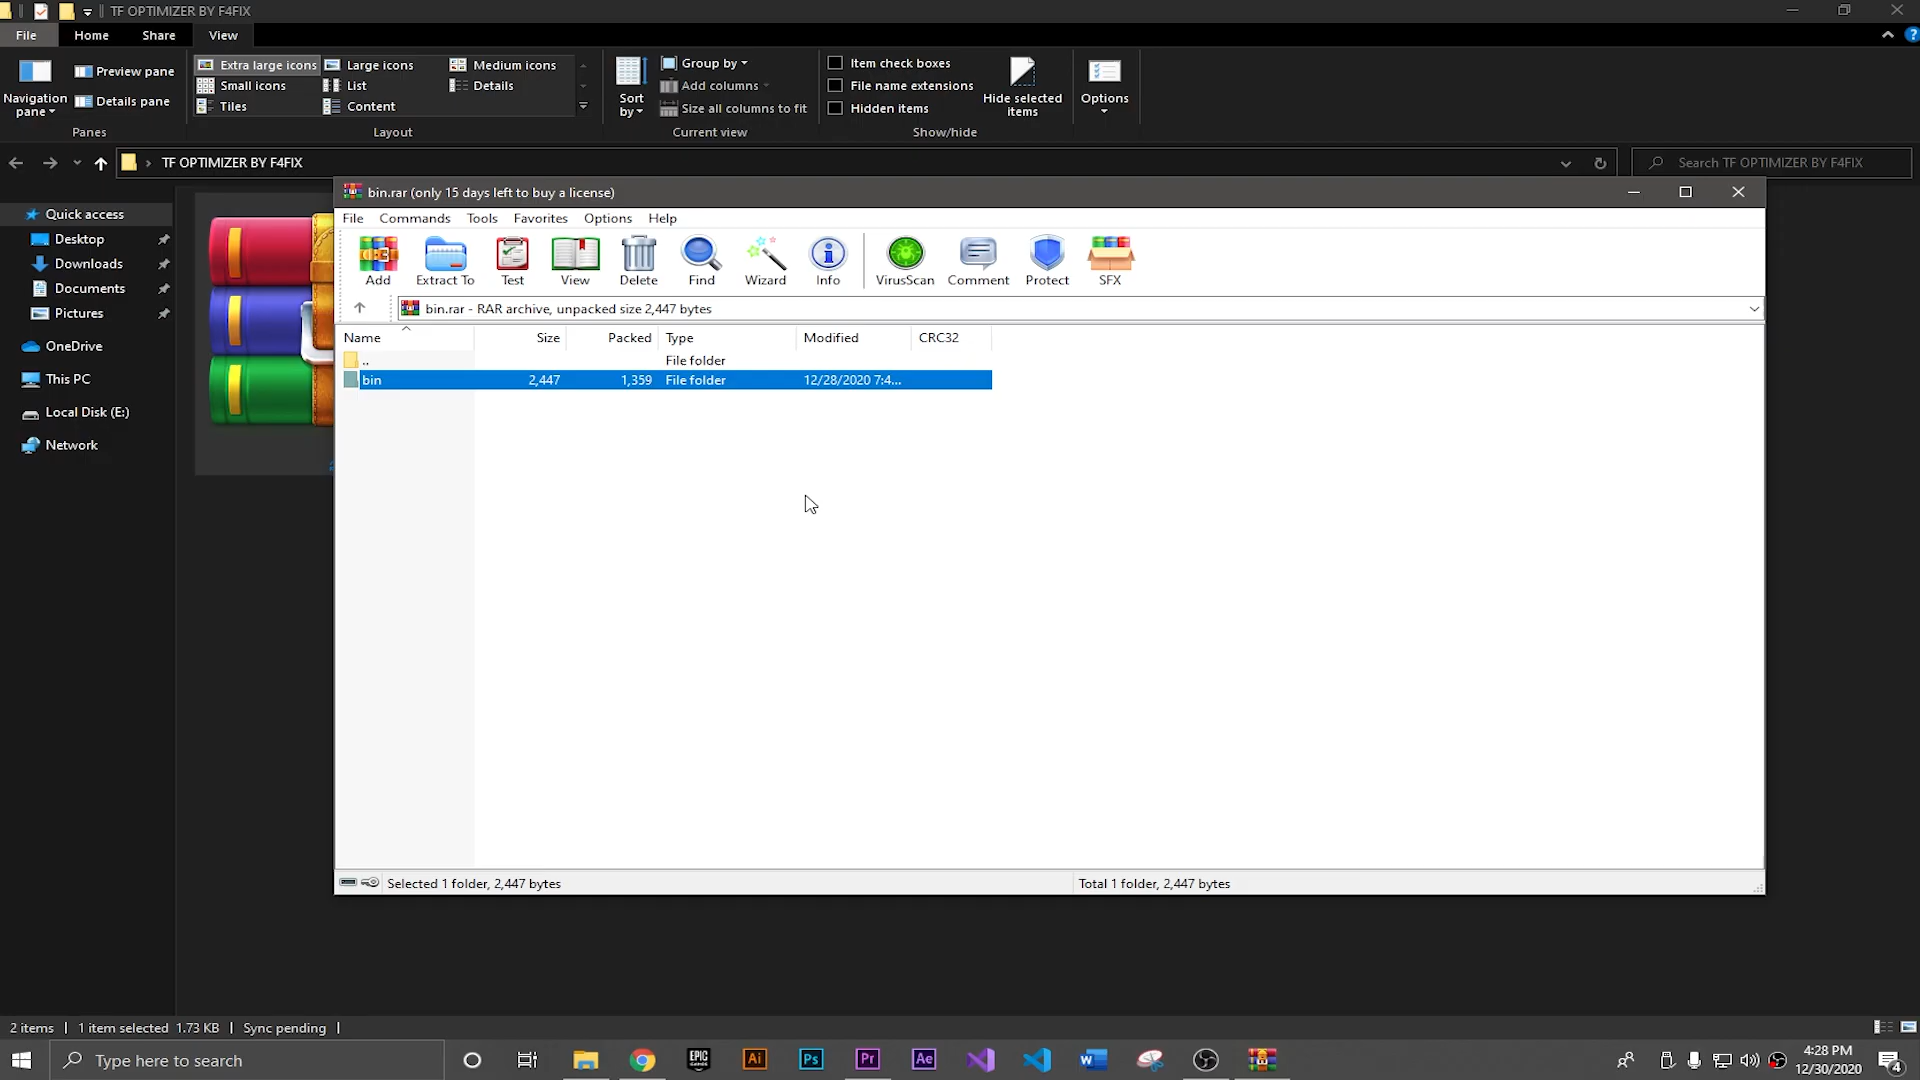 TF OPTIMIZER BY F4FIX
File Home Share View
Navigation pane
Preview pane
Details pane
Panes
Extra large icons Large icons Medium icons
Small icons List Details
Tiles Content
Layout
Sort by
Group by
Add columns
Size all columns to fit
Current view
Item check boxes
File name extensions
Hidden items
Hide selected items
Show/hide
Options
TF OPTIMIZER BY F4FIX
Search TF OPTIMIZER BY F4FIX
Quick access
Desktop
Downloads
Documents
Pictures
OneDrive
This PC
Local Disk (E:)
Network
bin.rar (only 15 days left to buy a license)
File Commands Tools Favorites Options Help
Add Extract To Test View Delete Find Wizard Info VirusScan Comment Protect SFX
bin.rar - RAR archive, unpacked size 2,447 bytes
Name Size Packed Type Modified CRC32
.. File folder
bin 2,447 1,359 File folder 12/28/2020 7:4...
Selected 1 folder, 2,447 bytes
Total 1 folder, 2,447 bytes
2 items 1 item selected 1.73 KB Sync pending
Type here to search
EPIC GAMES
Ai
Ps
Pr
Ae
4:28 PM
12/30/2020
4